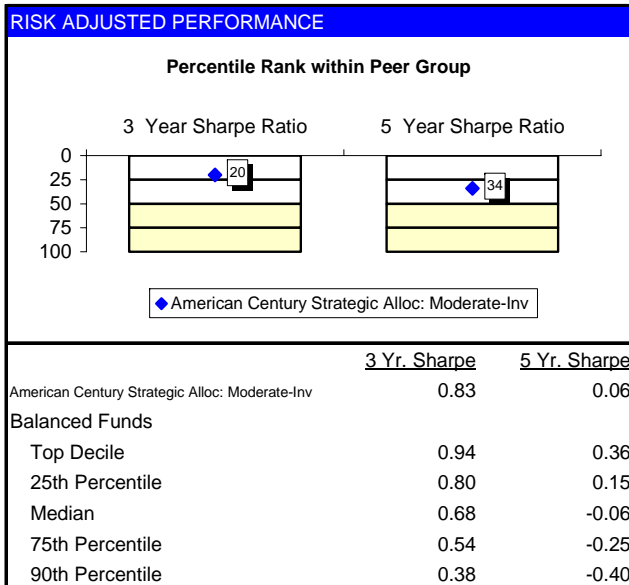 RISK ADJUSTED PERFORMANCE
Percentile Rank within Peer Group
3 Year Sharpe Ratio 5 Year Sharpe Ratio
0
25
50
75
100
20
34
American Century Strategic Alloc: Moderate-Inv
3 Yr. Sharpe 5 Yr. Sharpe
American Century Strategic Alloc: Moderate-Inv 0.83 0.06
Balanced Funds
Top Decile 0.94 0.36
25th Percentile 0.80 0.15
Median 0.68 -0.06
75th Percentile 0.54 -0.25
90th Percentile 0.38 -0.40